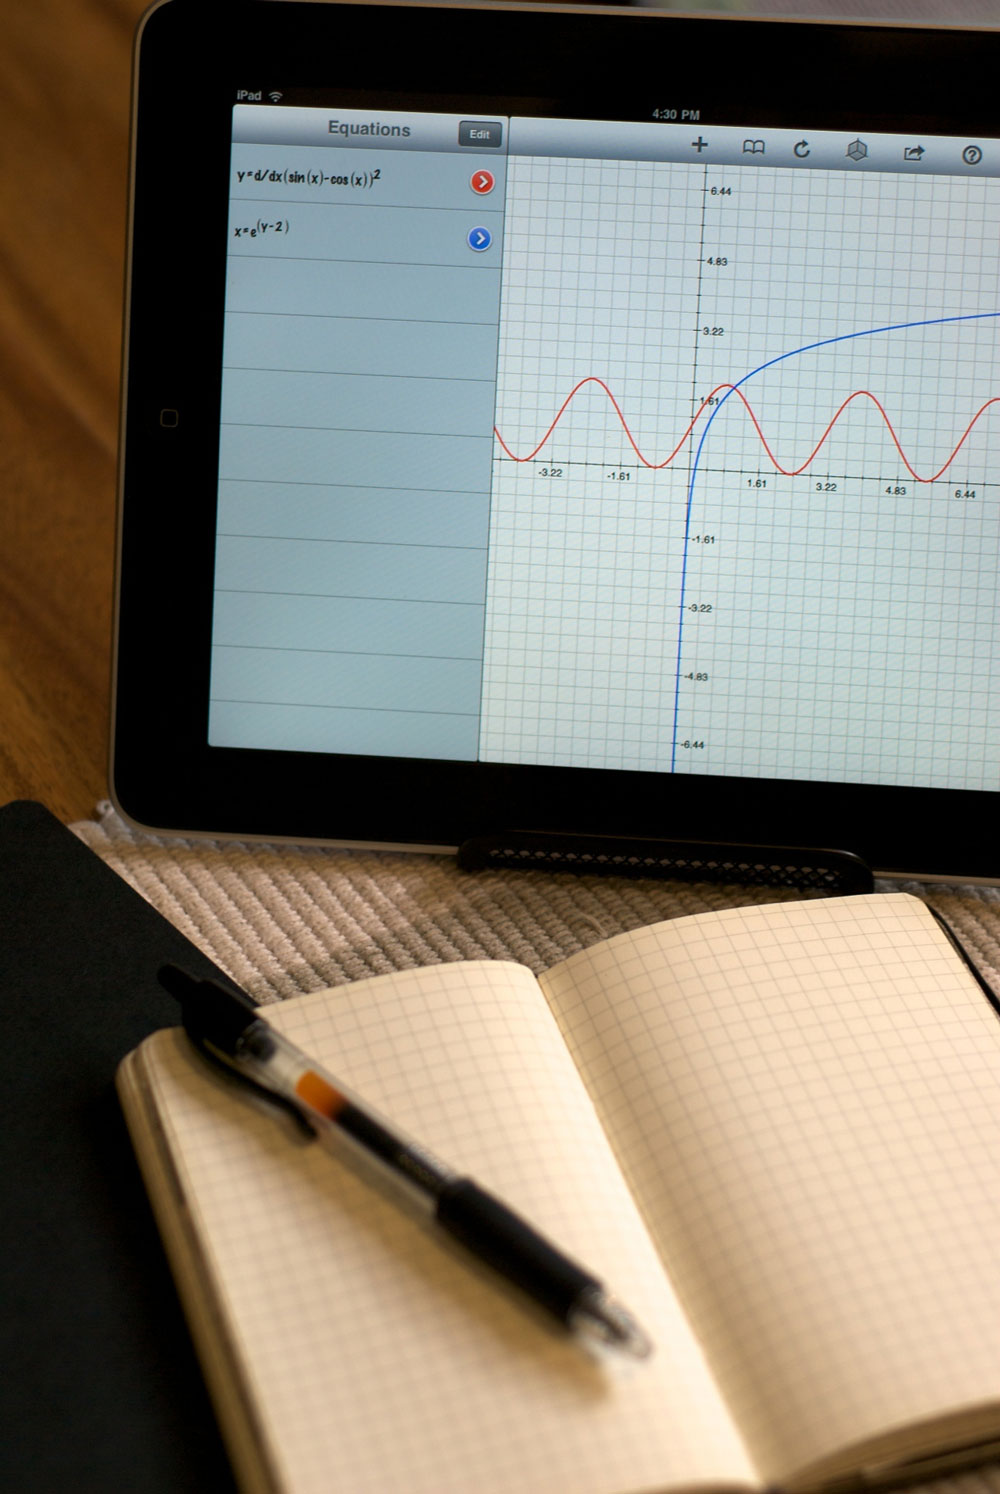 iPad
4:30 PM
Equations
Edit
y=d/dx(sin(x)-cos(x))²
x=e^(y-2)
6.44
4.83
3.22
1.61
-3.22
-1.61
1.61
3.22
4.83
6.44
-1.61
-3.22
-4.83
-6.44